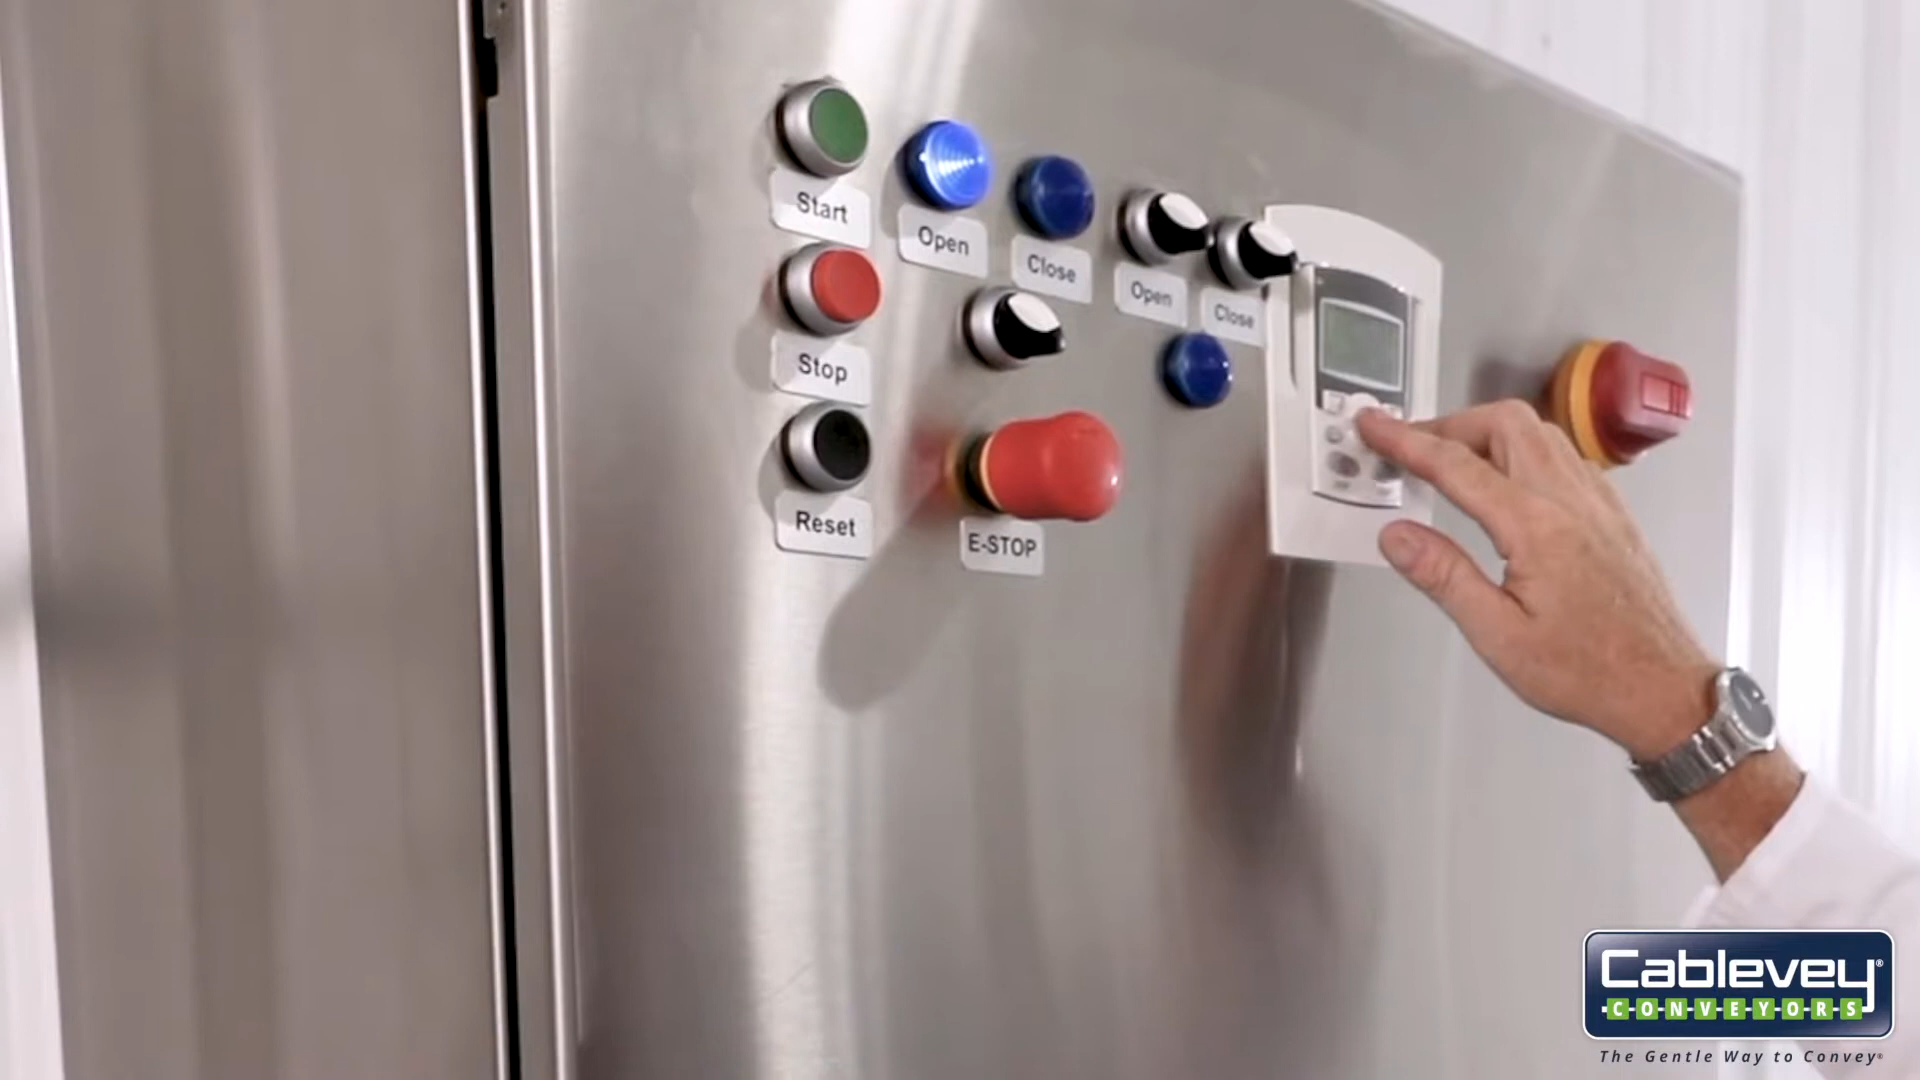 Start
Open
Close
Open
Close
Stop
Reset
E-STOP
Cablevey®
CONVEYORS
The Gentle Way to Convey®